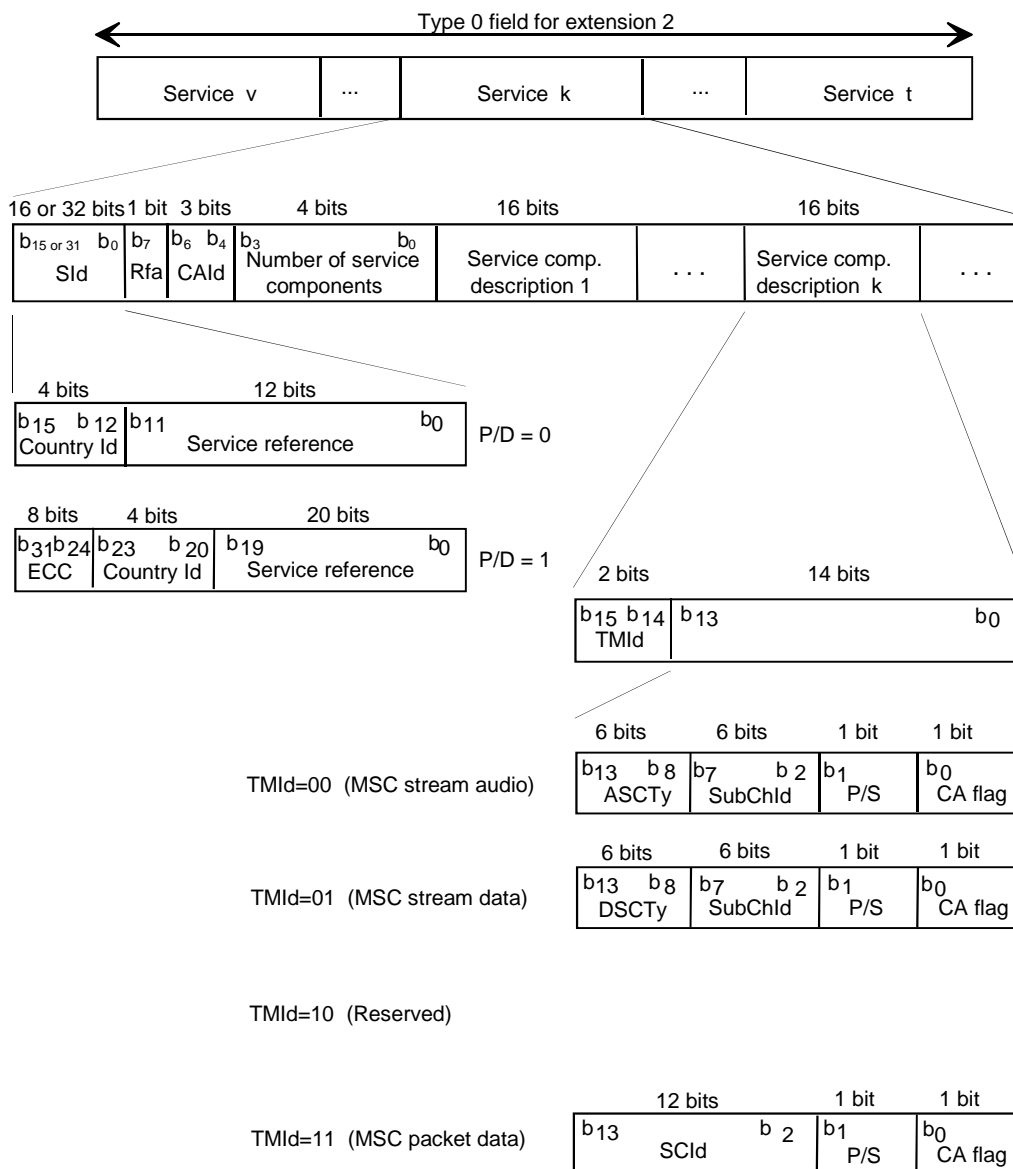 Type 0 field for extension 2
Service v ... Service k ... Service t
16 or 32 bits 1 bit 3 bits 4 bits 16 bits 16 bits
b15 or 31 b0 b7 b6 b4 b3 b0
SId Rfa CAId Number of service components Service comp. description 1 . . . Service comp. description k . . .
4 bits 12 bits
b15 b12 b11 b0
Country Id Service reference P/D = 0
8 bits 4 bits 20 bits
b31 b24 b23 b20 b19 b0
ECC Country Id Service reference P/D = 1
2 bits 14 bits
b15 b14 b13 b0
TMId
6 bits 6 bits 1 bit 1 bit
b13 b8 b7 b2 b1 b0
TMId=00 (MSC stream audio) ASCTy SubChId P/S CA flag
6 bits 6 bits 1 bit 1 bit
b13 b8 b7 b2 b1 b0
TMId=01 (MSC stream data) DSCTy SubChId P/S CA flag
TMId=10 (Reserved)
12 bits 1 bit 1 bit
b13 b2 b1 b0
TMId=11 (MSC packet data) SCId P/S CA flag